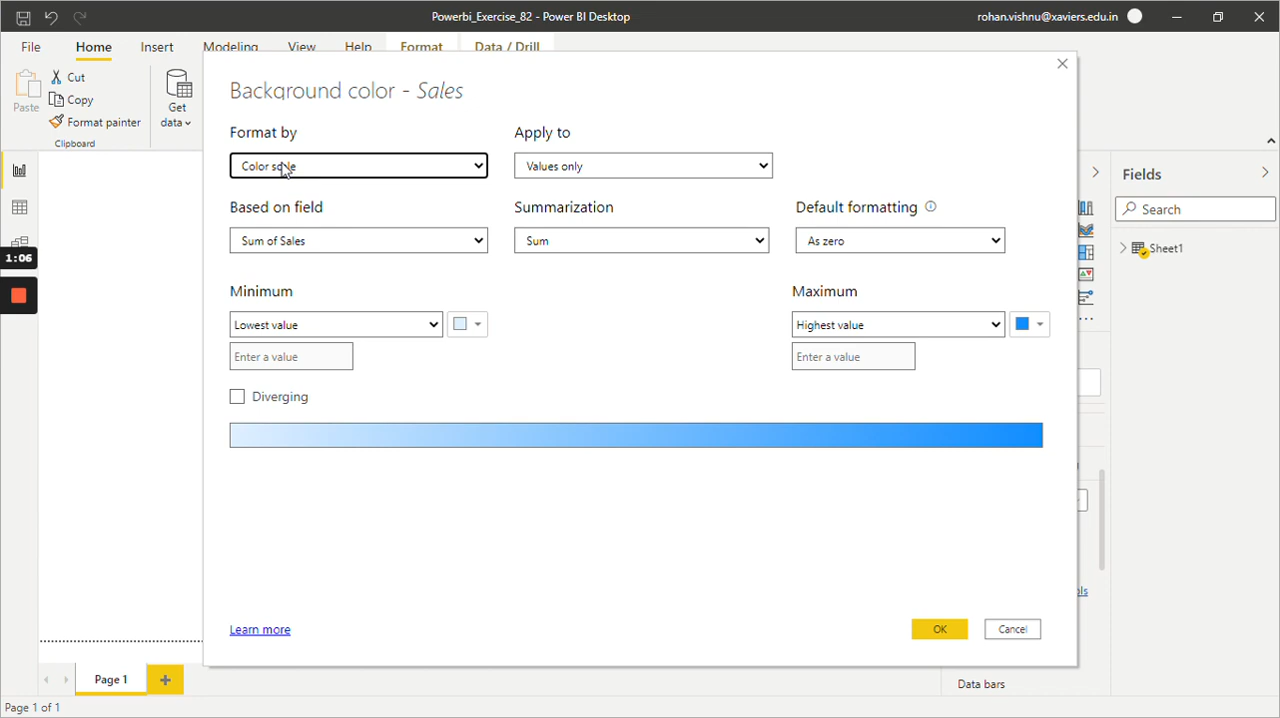 Powerbi_Exercise_82 - Power BI Desktop
rohan.vishnu@xaviers.edu.in
File Home Insert Modeling View Help Format Data / Drill
Paste
Cut
Copy
Format painter
Clipboard
Get data
Background color - Sales
Format by
Apply to
Color scale
Values only
Based on field
Summarization
Default formatting
Sum of Sales
Sum
As zero
Minimum
Maximum
Lowest value
Highest value
Enter a value
Enter a value
Diverging
Learn more
OK
Cancel
Fields
Search
Sheet1
1:06
Page 1
Data bars
Page 1 of 1